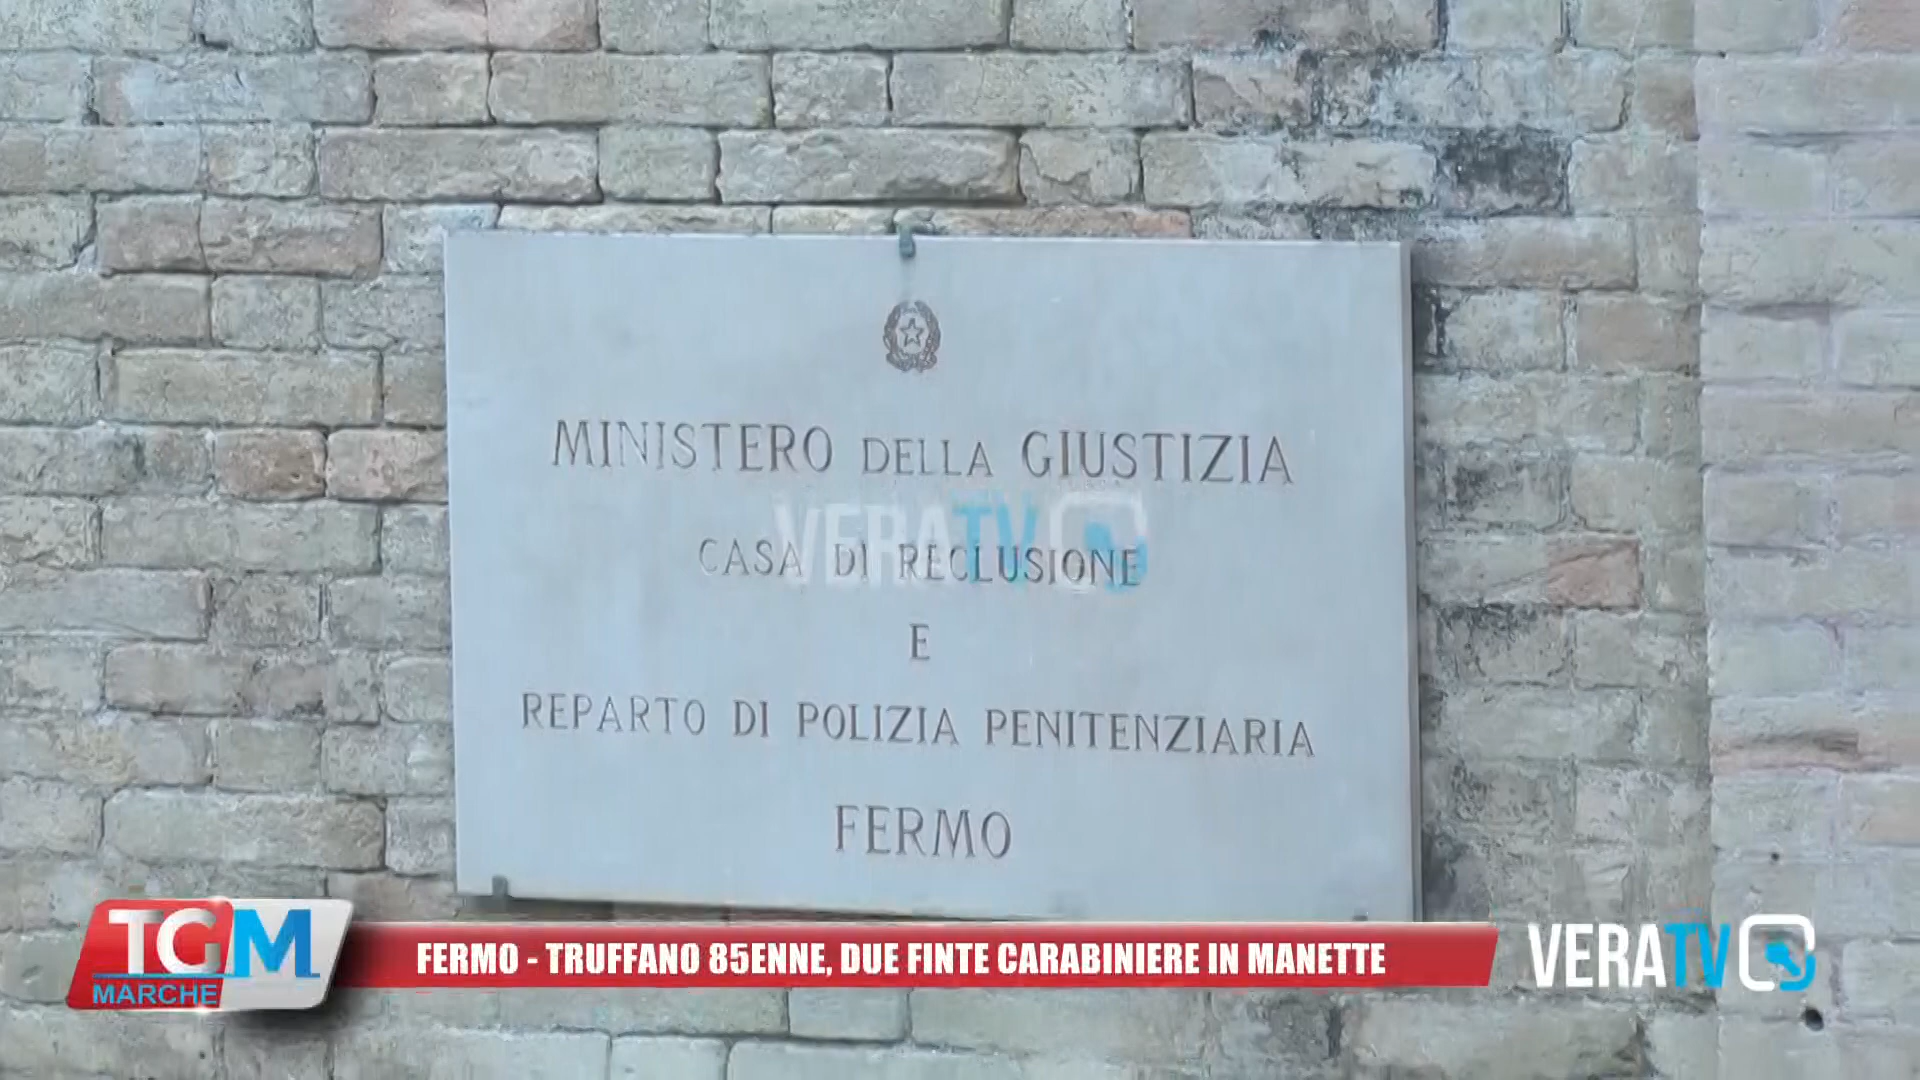 MINISTERO DELLA GIUSTIZIA
VERATV
CASA DI RECLUSIONE
E
REPARTO DI POLIZIA PENITENZIARIA
FERMO
TGM
MARCHE
FERMO - TRUFFANO 85ENNE, DUE FINTE CARABINIERE IN MANETTE
VERATV